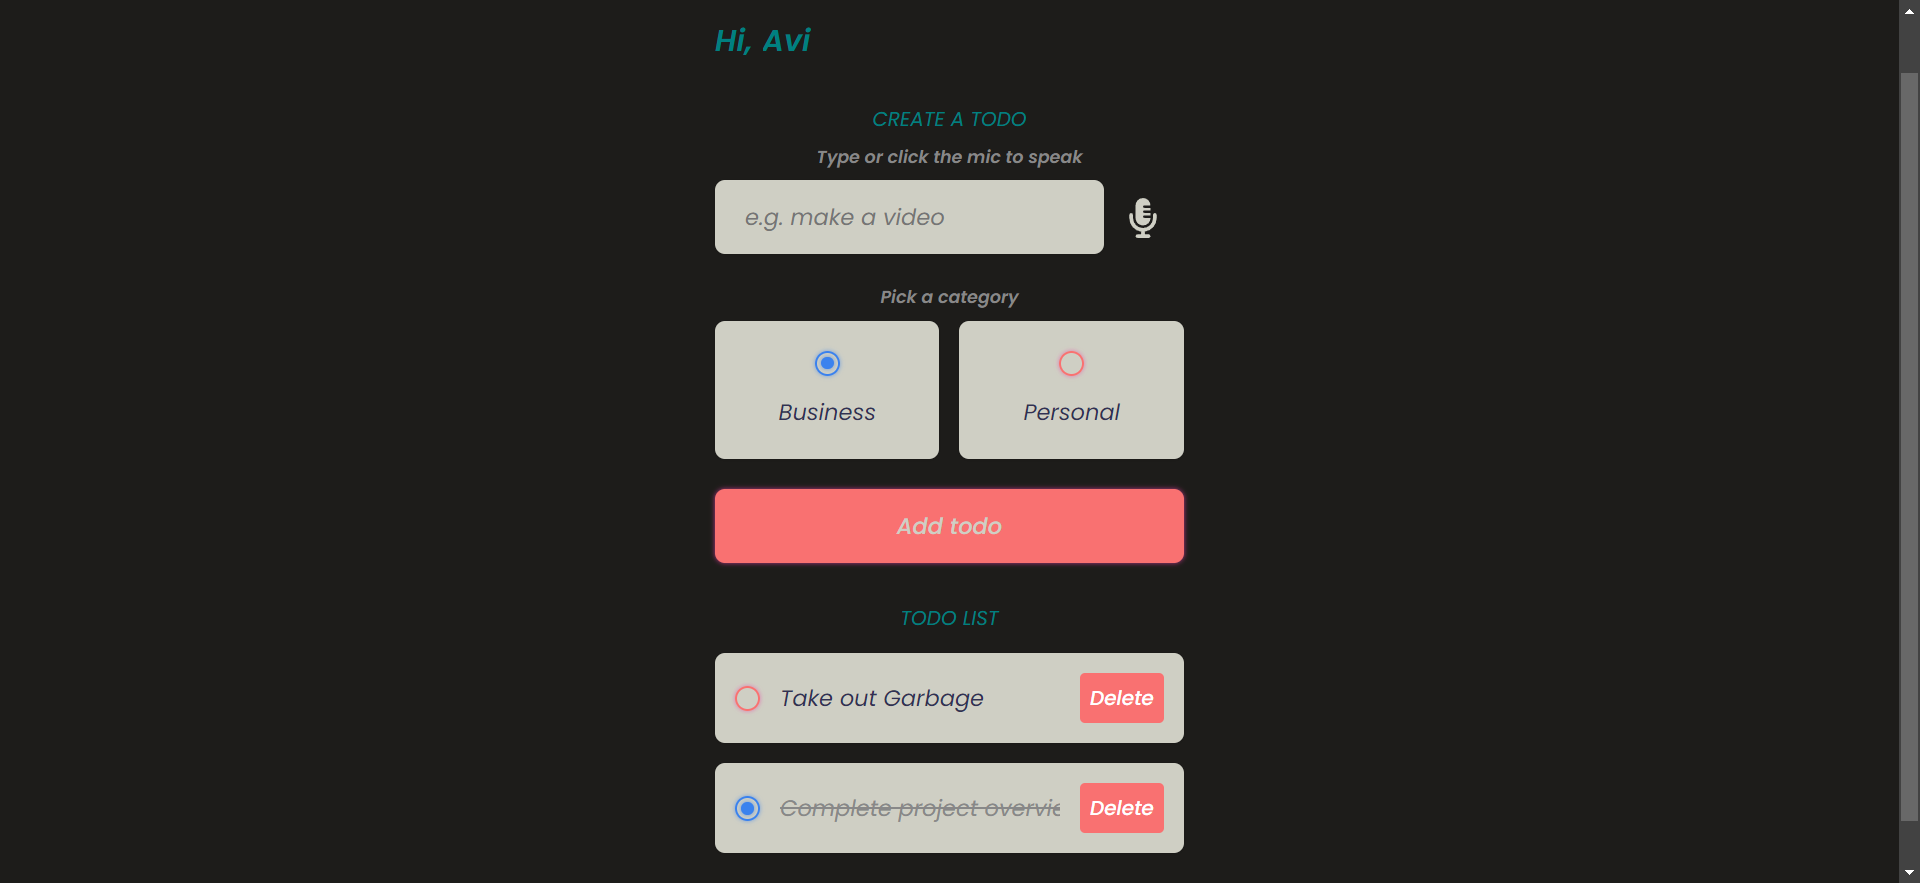 Hi, Avi
CREATE A TODO
Type or click the mic to speak
e.g. make a video
Pick a category
Business
Personal
Add todo
TODO LIST
Take out Garbage
Delete
Complete project
Delete